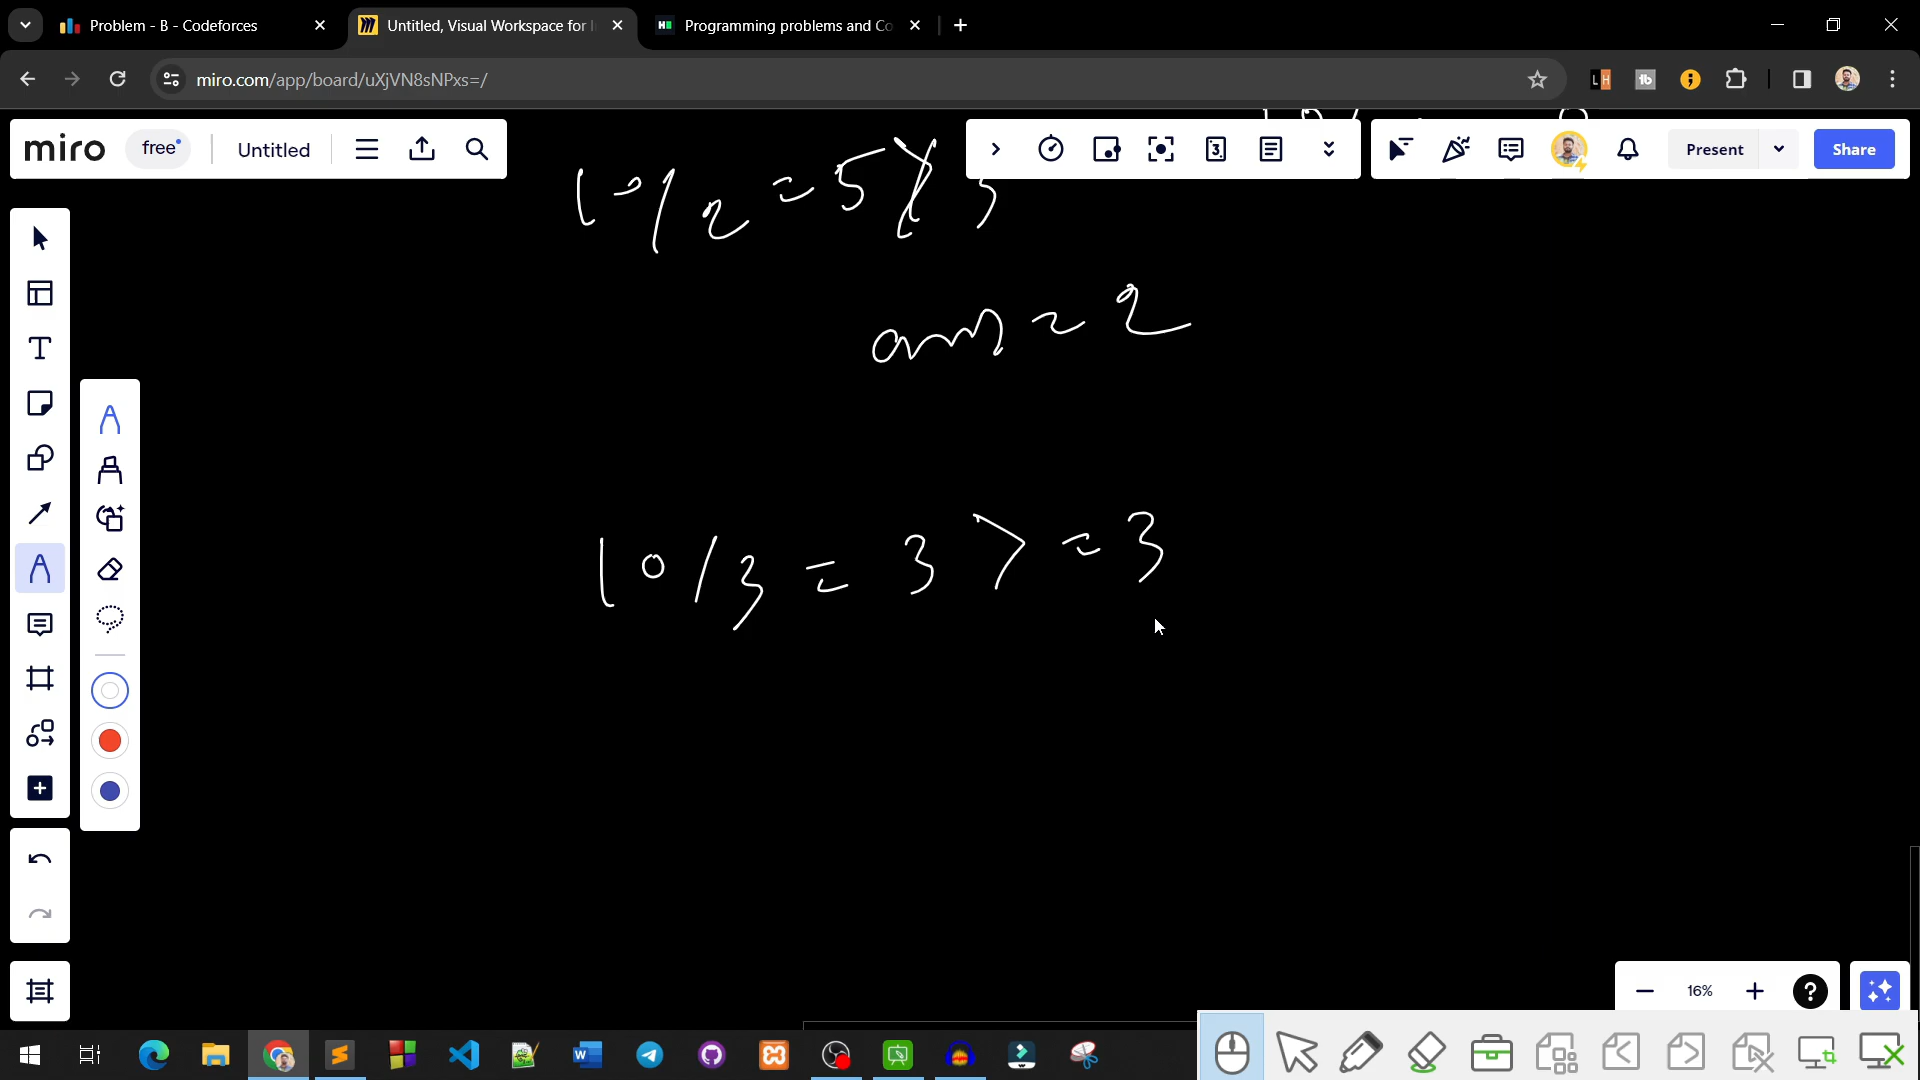 Problem - B - Codeforces
Untitled, Visual Workspace for
Programming problems and Co
miro.com/app/board/uXjVN8sNPxs=/
miro free Untitled
Present Share
10/2 = 5 > 3
ans = 2
10/3 = 3 > = 3
16%